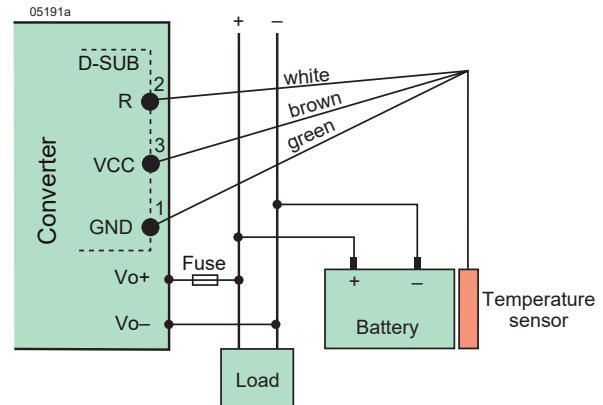 05191a
+ –
D-SUB
2
R
white
brown
green
3
VCC
1
GND
Converter
Vo+
Fuse
Vo–
+ –
Battery
Temperature
sensor
Load